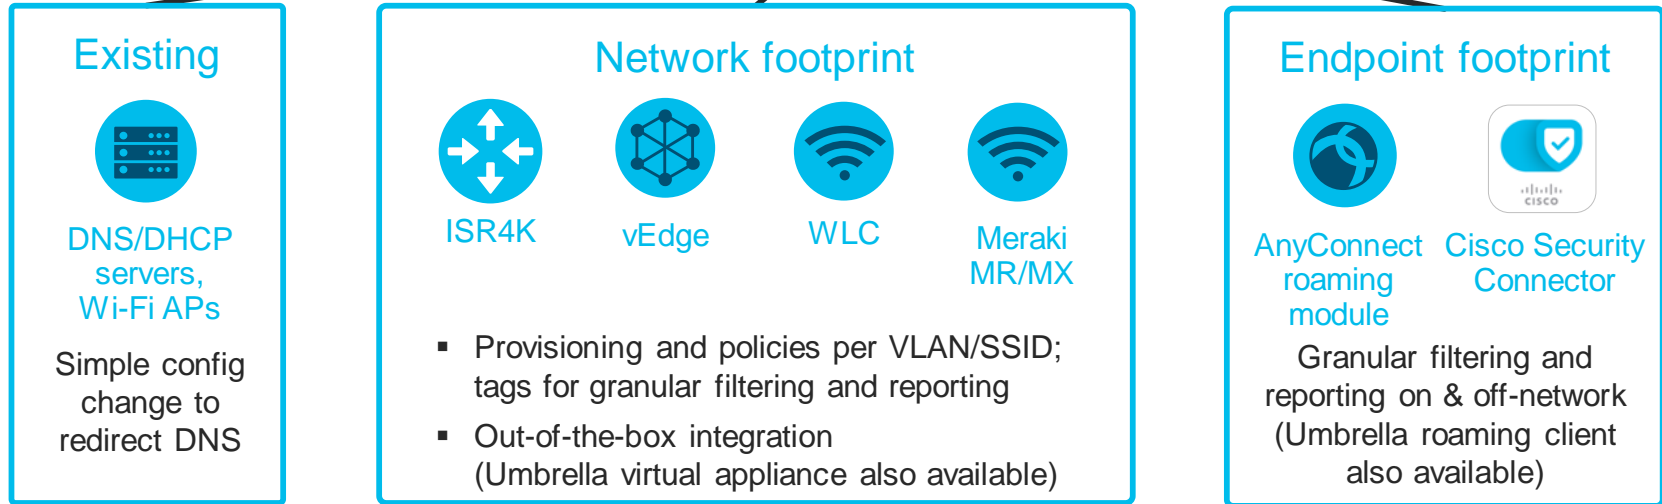 Existing
DNS/DHCP
servers,
Wi-Fi APs
Simple config
change to
redirect DNS
Network footprint
ISR4K
vEdge
WLC
Meraki
MR/MX
▪ Provisioning and policies per VLAN/SSID;
tags for granular filtering and reporting
▪ Out-of-the-box integration
(Umbrella virtual appliance also available)
Endpoint footprint
AnyConnect
roaming
module
CISCO
Cisco Security
Connector
Granular filtering and
reporting on & off-network
(Umbrella roaming client
also available)